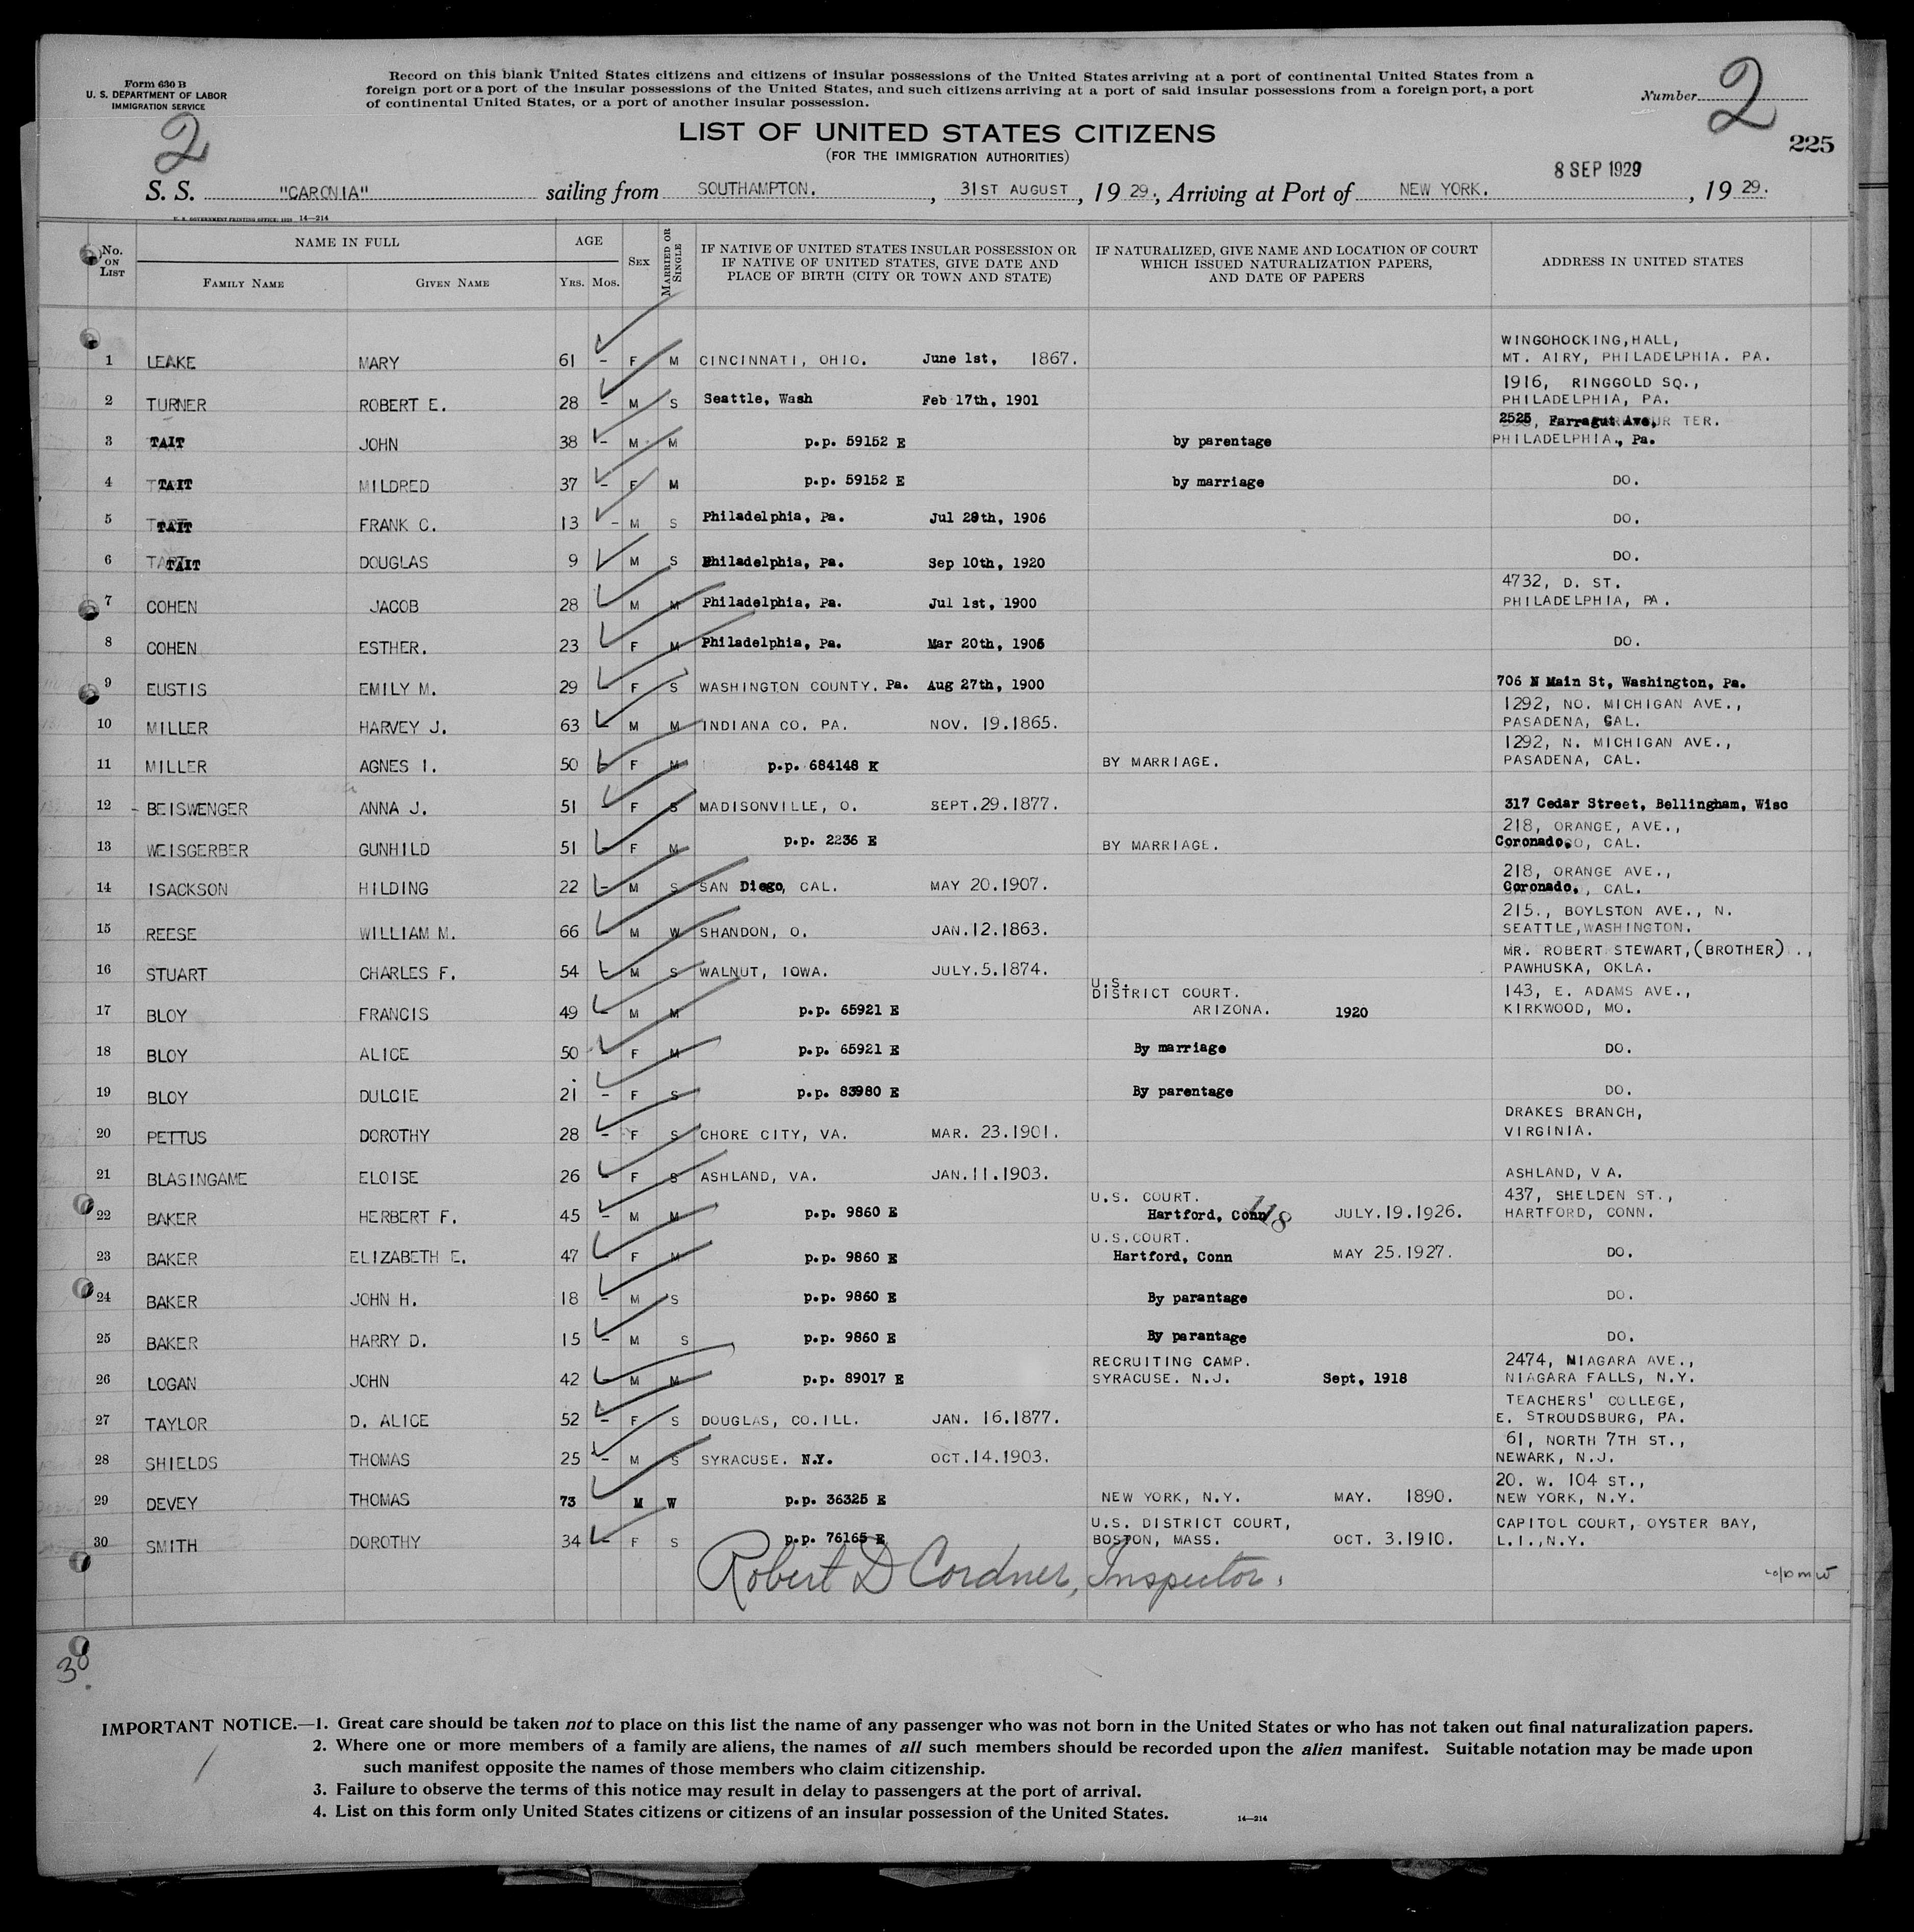 Form 630 B
U. S. DEPARTMENT OF LABOR
IMMIGRATION SERVICE
Record on this blank United States citizens and citizens of insular possessions of the United States arriving at a port of continental United States from a
foreign port or a port of the insular possessions of the United States, and such citizens arriving at a port of said insular possessions from a foreign port, a port
of continental United States, or a port of another insular possession.
Number 2
2
225
LIST OF UNITED STATES CITIZENS
(FOR THE IMMIGRATION AUTHORITIES)
8 SEP 1929
S. S. "CARONIA" sailing from SOUTHAMPTON. , 31ST AUGUST , 19 29. , Arriving at Port of NEW YORK. , 19 29.
U. S. GOVERNMENT PRINTING OFFICE: 14—214
No. ON LIST NAME IN FULL AGE SEX MARRIED OR SINGLE IF NATIVE OF UNITED STATES INSULAR POSSESSION OR IF NATIVE OF UNITED STATES, GIVE DATE AND PLACE OF BIRTH (CITY OR TOWN AND STATE) IF NATURALIZED, GIVE NAME AND LOCATION OF COURT WHICH ISSUED NATURALIZATION PAPERS, AND DATE OF PAPERS ADDRESS IN UNITED STATES
FAMILY NAME GIVEN NAME YRS. MOS.
1 LEAKE MARY 61 - F M CINCINNATI, OHIO. June 1st, 1867. WINGOHOCKING,HALL, MT. AIRY, PHILADELPHIA. PA.
2 TURNER ROBERT E. 28 - M S Seattle, Wash Feb 17th, 1901 1916, RINGGOLD SQ., PHILADELPHIA, PA.
3 TAIT JOHN 38 - M M p.p. 59152 E by parentage 2525, Farragut Ave, TER. PHILADELPHIA., Pa.
4 TAIT MILDRED 37 - F M p.p. 59152 E by marriage DO.
5 TAIT FRANK C. 13 - M S Philadelphia, Pa. Jul 28th, 1906 DO.
6 TAIT DOUGLAS 9 M S Philadelphia, Pa. Sep 10th, 1920 DO.
7 COHEN JACOB 28 M M Philadelphia, Pa. Jul 1st, 1900 4732, D. ST. PHILADELPHIA, PA.
8 COHEN ESTHER. 23 F M Philadelphia, Pa. Mar 20th, 1906 DO.
9 EUSTIS EMILY M. 29 - F S WASHINGTON COUNTY. Pa. Aug 27th, 1900 706 N Main St, Washington, Pa.
10 MILLER HARVEY J. 63 - M M INDIANA CO. PA. NOV. 19.1865. 1292, NO. MICHIGAN AVE., PASADENA, CAL.
11 MILLER AGNES I. 50 - F M p.p. 684148 E BY MARRIAGE. 1292, N. MICHIGAN AVE., PASADENA, CAL.
12 - BEISWENGER ANNA J. 51 - F S MADISONVILLE, O. SEPT.29.1877. 317 Cedar Street, Bellingham, Wisc
13 WEISGERBER GUNHILD 51 - F M p.p. 2236 E BY MARRIAGE. 218, ORANGE, AVE., Coronado, CAL.
14 ISACKSON HILDING 22 - M S SAN Diego, CAL. MAY 20.1907. 218, ORANGE AVE., Coronado, CAL.
15 REESE WILLIAM M. 66 - M W SHANDON, O. JAN.12.1863. 215., BOYLSTON AVE., N. SEATTLE,WASHINGTON.
16 STUART CHARLES F. 54 - M S WALNUT, IOWA. JULY.5.1874. MR. ROBERT STEWART,(BROTHER)., PAWHUSKA, OKLA.
17 BLOY FRANCIS 49 - M M p.p. 65921 E U.S. DISTRICT COURT. ARIZONA. 1920 143, E. ADAMS AVE., KIRKWOOD, MO.
18 BLOY ALICE 50 - F M p.p. 65921 E By marriage DO.
19 BLOY DULCIE 21 - F S p.p. 83980 E By parentage DO.
20 PETTUS DOROTHY 28 - F S CHORE CITY, VA. MAR. 23.1901. DRAKES BRANCH, VIRGINIA.
21 BLASINGAME ELOISE 26 - F S ASHLAND, VA. JAN.11.1903. ASHLAND, VA.
22 BAKER HERBERT F. 45 - M M p.p. 9860 E U.S. COURT. Hartford, Conn 118 JULY.19.1926. 437, SHELDEN ST., HARTFORD, CONN.
23 BAKER ELIZABETH E. 47 - F M p.p. 9860 E U.S.COURT. Hartford, Conn MAY 25.1927. DO.
24 BAKER JOHN H. 18 - M S p.p. 9860 E By parantage DO.
25 BAKER HARRY D. 15 - M S p.p. 9860 E By parantage DO.
26 LOGAN JOHN 42 - M M p.p. 89017 E RECRUITING CAMP. SYRACUSE. N.J. Sept, 1918 2474, NIAGARA AVE., NIAGARA FALLS, N.Y.
27 TAYLOR D. ALICE 52 - F S DOUGLAS, CO.ILL. JAN. 16.1877. TEACHERS' COLLEGE, E. STROUDSBURG, PA.
28 SHIELDS THOMAS 25 - M S SYRACUSE. N.Y. OCT.14.1903. 61, NORTH 7TH ST., NEWARK, N.J.
29 DEVEY THOMAS 73 M W p.p. 36325 E NEW YORK, N.Y. MAY. 1890. 20. W. 104 ST., NEW YORK, N.Y.
30 SMITH DOROTHY 34 - F S p.p. 76165 E U.S. DISTRICT COURT, BOSTON, MASS. OCT. 3.1910. CAPITOL COURT, OYSTER BAY, L.I.,N.Y.
Robert D Cordner, Inspector.
38
IMPORTANT NOTICE.—1. Great care should be taken not to place on this list the name of any passenger who was not born in the United States or who has not taken out final naturalization papers.
2. Where one or more members of a family are aliens, the names of all such members should be recorded upon the alien manifest. Suitable notation may be made upon
such manifest opposite the names of those members who claim citizenship.
3. Failure to observe the terms of this notice may result in delay to passengers at the port of arrival.
4. List on this form only United States citizens or citizens of an insular possession of the United States.
14—214